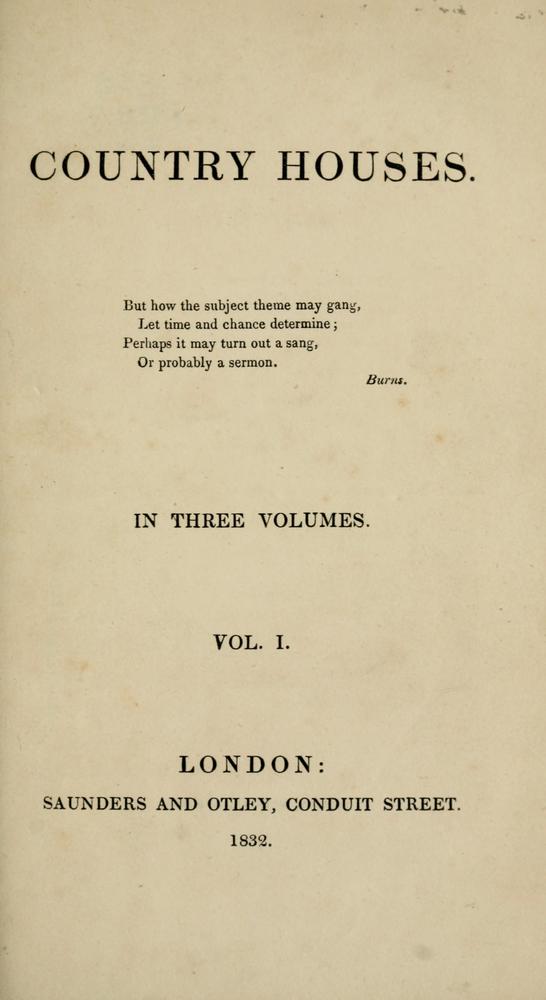 COUNTRY HOUSES.
But how the subject theme may gang,
Let time and chance determine;
Perhaps it may turn out a sang,
Or probably a sermon.
Burns.
IN THREE VOLUMES.
VOL. I.
LONDON:
SAUNDERS AND OTLEY, CONDUIT STREET.
1832.